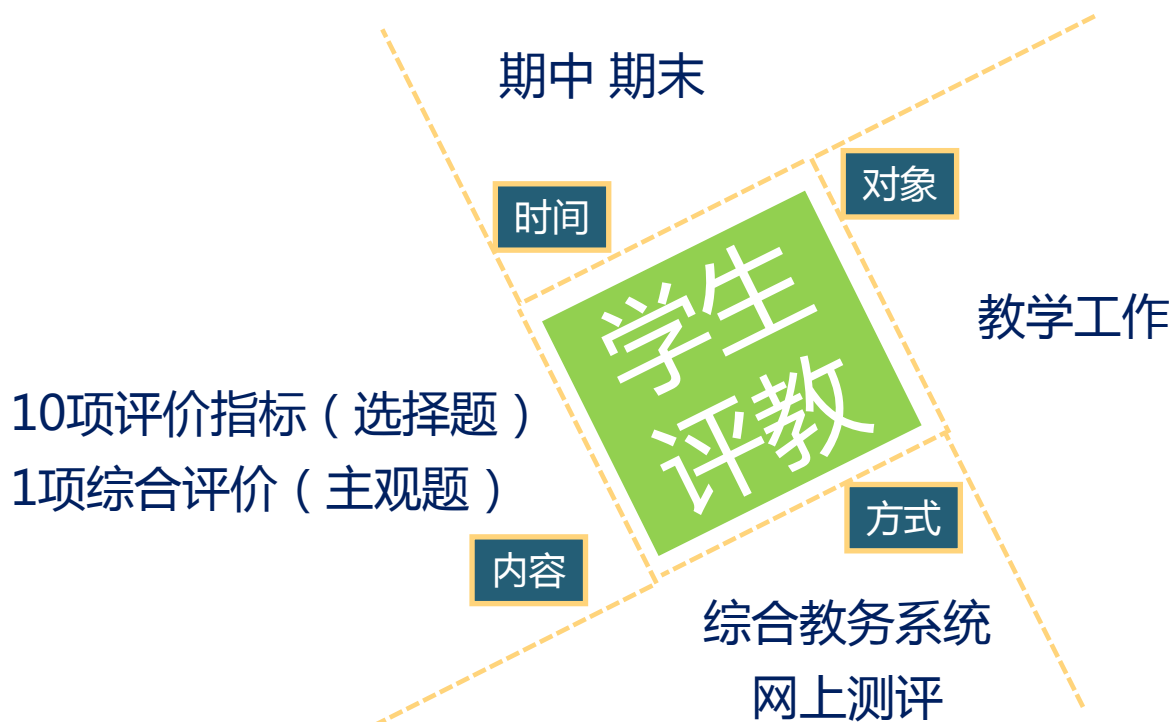 期中 期末
时间
对象
学生
评教
教学工作
10项评价指标（选择题）
1项综合评价（主观题）
内容
方式
综合教务系统
网上测评